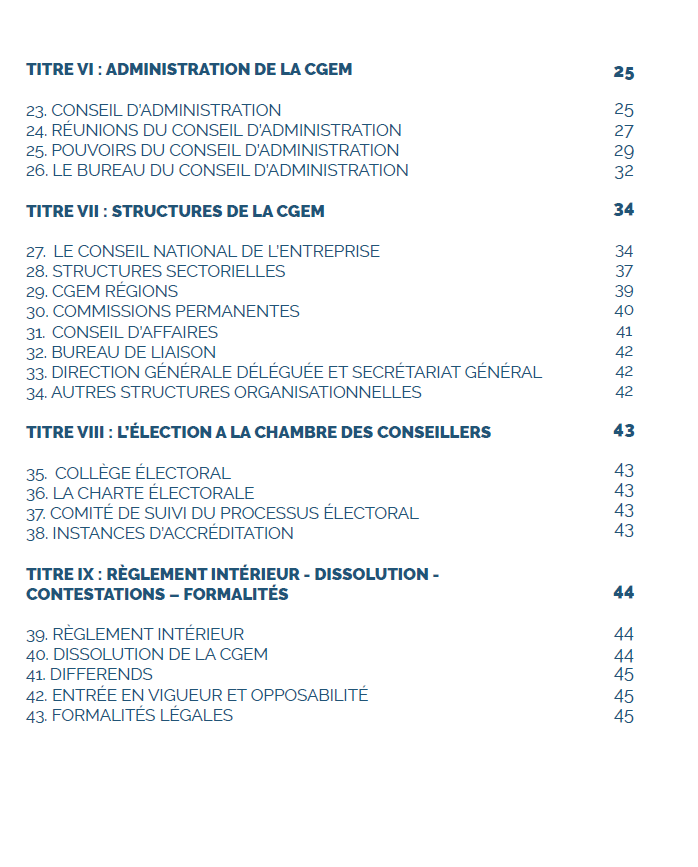 TITRE VI : ADMINISTRATION DE LA CGEM 25
23. CONSEIL D'ADMINISTRATION 25
24. RÉUNIONS DU CONSEIL D'ADMINISTRATION 27
25. POUVOIRS DU CONSEIL D'ADMINISTRATION 29
26. LE BUREAU DU CONSEIL D'ADMINISTRATION 32
TITRE VII : STRUCTURES DE LA CGEM 34
27. LE CONSEIL NATIONAL DE L'ENTREPRISE 34
28. STRUCTURES SECTORIELLES 37
29. CGEM RÉGIONS 39
30. COMMISSIONS PERMANENTES 40
31. CONSEIL D'AFFAIRES 41
32. BUREAU DE LIAISON 42
33. DIRECTION GÉNÉRALE DÉLÉGUÉE ET SECRÉTARIAT GÉNÉRAL 42
34. AUTRES STRUCTURES ORGANISATIONNELLES 42
TITRE VIII : L'ÉLECTION A LA CHAMBRE DES CONSEILLERS 43
35. COLLÈGE ÉLECTORAL 43
36. LA CHARTE ÉLECTORALE 43
37. COMITÉ DE SUIVI DU PROCESSUS ÉLECTORAL 43
38. INSTANCES D'ACCRÉDITATION 43
TITRE IX : RÈGLEMENT INTÉRIEUR - DISSOLUTION -
CONTESTATIONS – FORMALITÉS 44
39. RÈGLEMENT INTÉRIEUR 44
40. DISSOLUTION DE LA CGEM 44
41. DIFFERENDS 45
42. ENTRÉE EN VIGUEUR ET OPPOSABILITÉ 45
43. FORMALITÉS LÉGALES 45